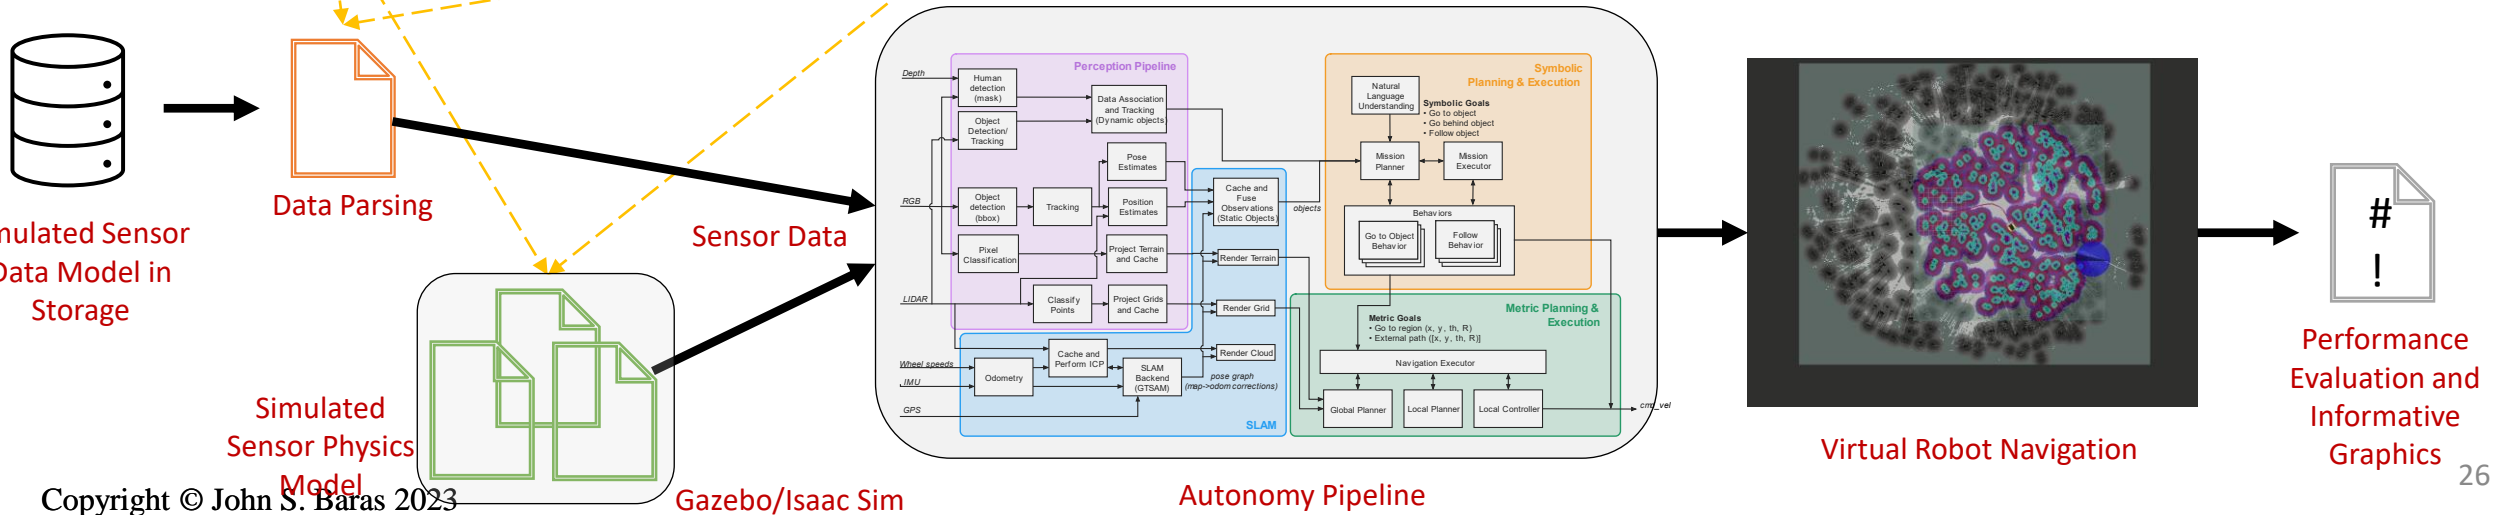 Data Parsing
mulated Sensor
Data Model in
Storage
Simulated
Sensor Physics
Model
Sensor Data
Gazebo/Isaac Sim
Perception Pipeline
Depth
Human
detection
(mask)
Object
Detection/
Tracking
Data Association
and Tracking
(Dynamic objects)
Pose
Estimates
RGB
Object
detection
(bbox)
Tracking
Position
Estimates
Pixel
Classification
Project Terrain
and Cache
LIDAR
Classify
Points
Project Grids
and Cache
Cache and
Fuse
Observations
(Static Objects)
objects
Render Terrain
Render Grid
Render Cloud
Wheel speeds
IMU
GPS
Odometry
Cache and
Perform ICP
SLAM
Backend
(GTSAM)
pose graph
(map->odom corrections)
SLAM
Symbolic
Planning & Execution
Natural
Language
Understanding
Symbolic Goals
• Go to object
• Go behind object
• Follow object
Mission
Planner
Mission
Executor
Behaviors
Go to Object
Behavior
Follow
Behavior
Metric Planning &
Execution
Metric Goals
• Go to region (x, y, th, R)
• External path ([x, y, th, R)]
Navigation Executor
Global Planner
Local Planner
Local Controller
cmd_vel
Autonomy Pipeline
Virtual Robot Navigation
#
!
Performance
Evaluation and
Informative
Graphics
Copyright © John S. Baras 2023
26